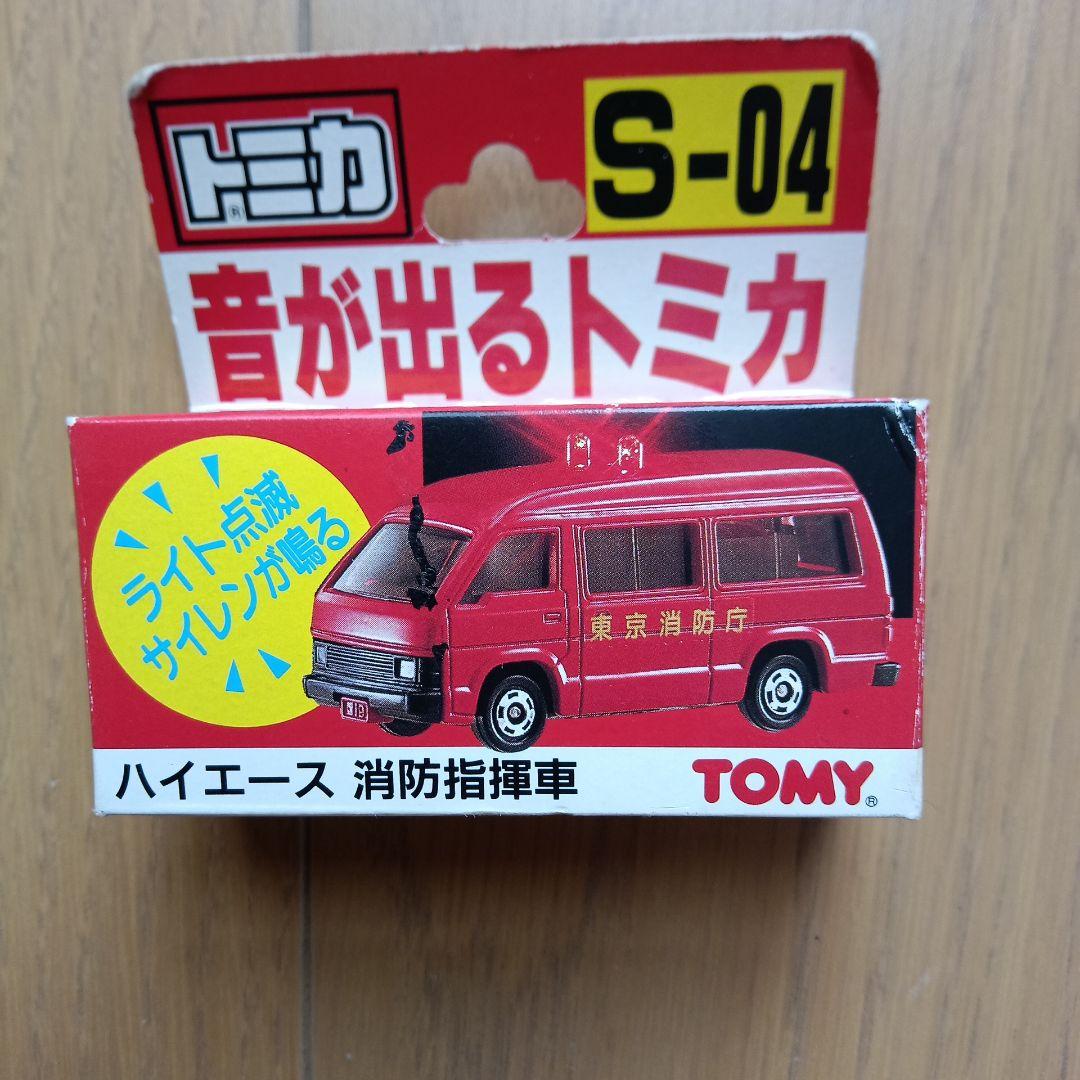 トミカ®
S-04
音が出るトミカ
ライト点滅
サイレンが鳴る
東京消防庁
ハイエース 消防指揮車
TOMY®